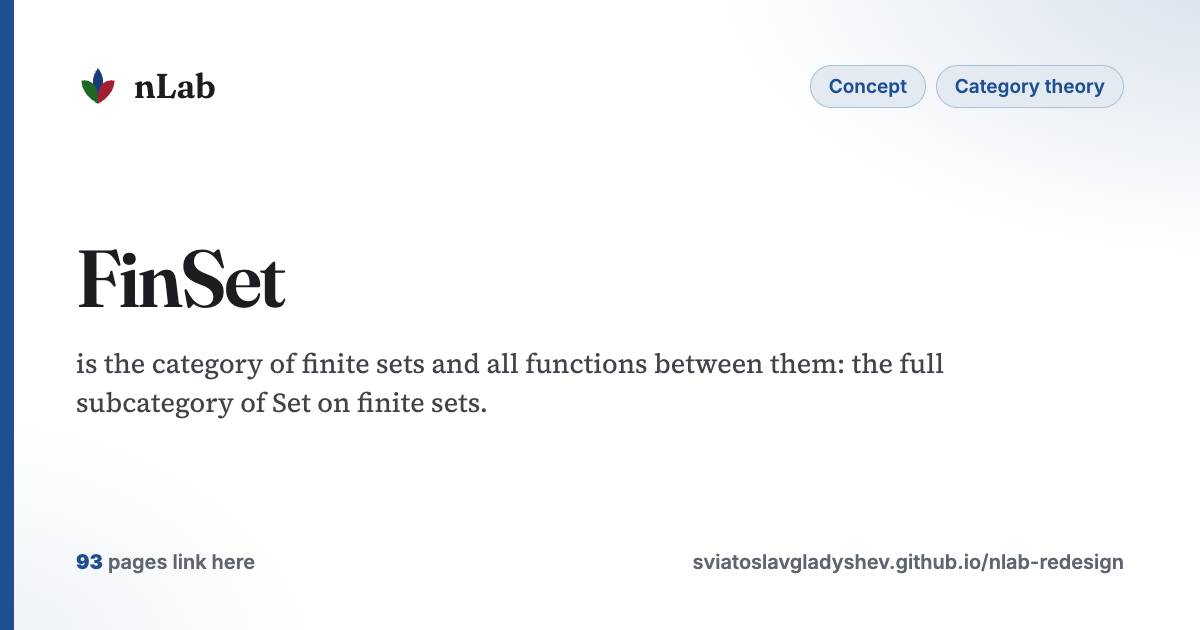 nLab
Concept
Category theory
FinSet
is the category of finite sets and all functions between them: the full
subcategory of Set on finite sets.
93 pages link here
sviatoslavgladyshev.github.io/nlab-redesign